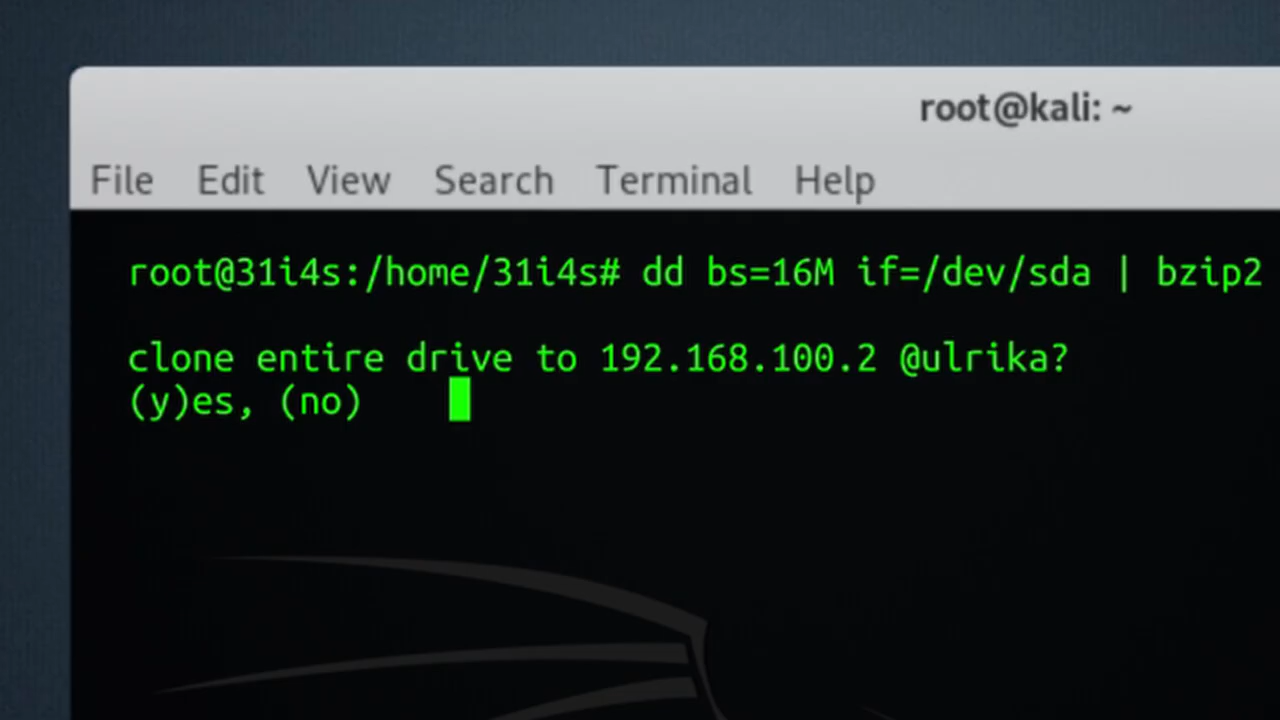 root@kali: ~
File Edit View Search Terminal Help
root@31i4s:/home/31i4s# dd bs=16M if=/dev/sda | bzip2
clone entire drive to 192.168.100.2 @ulrika?
(y)es, (no)